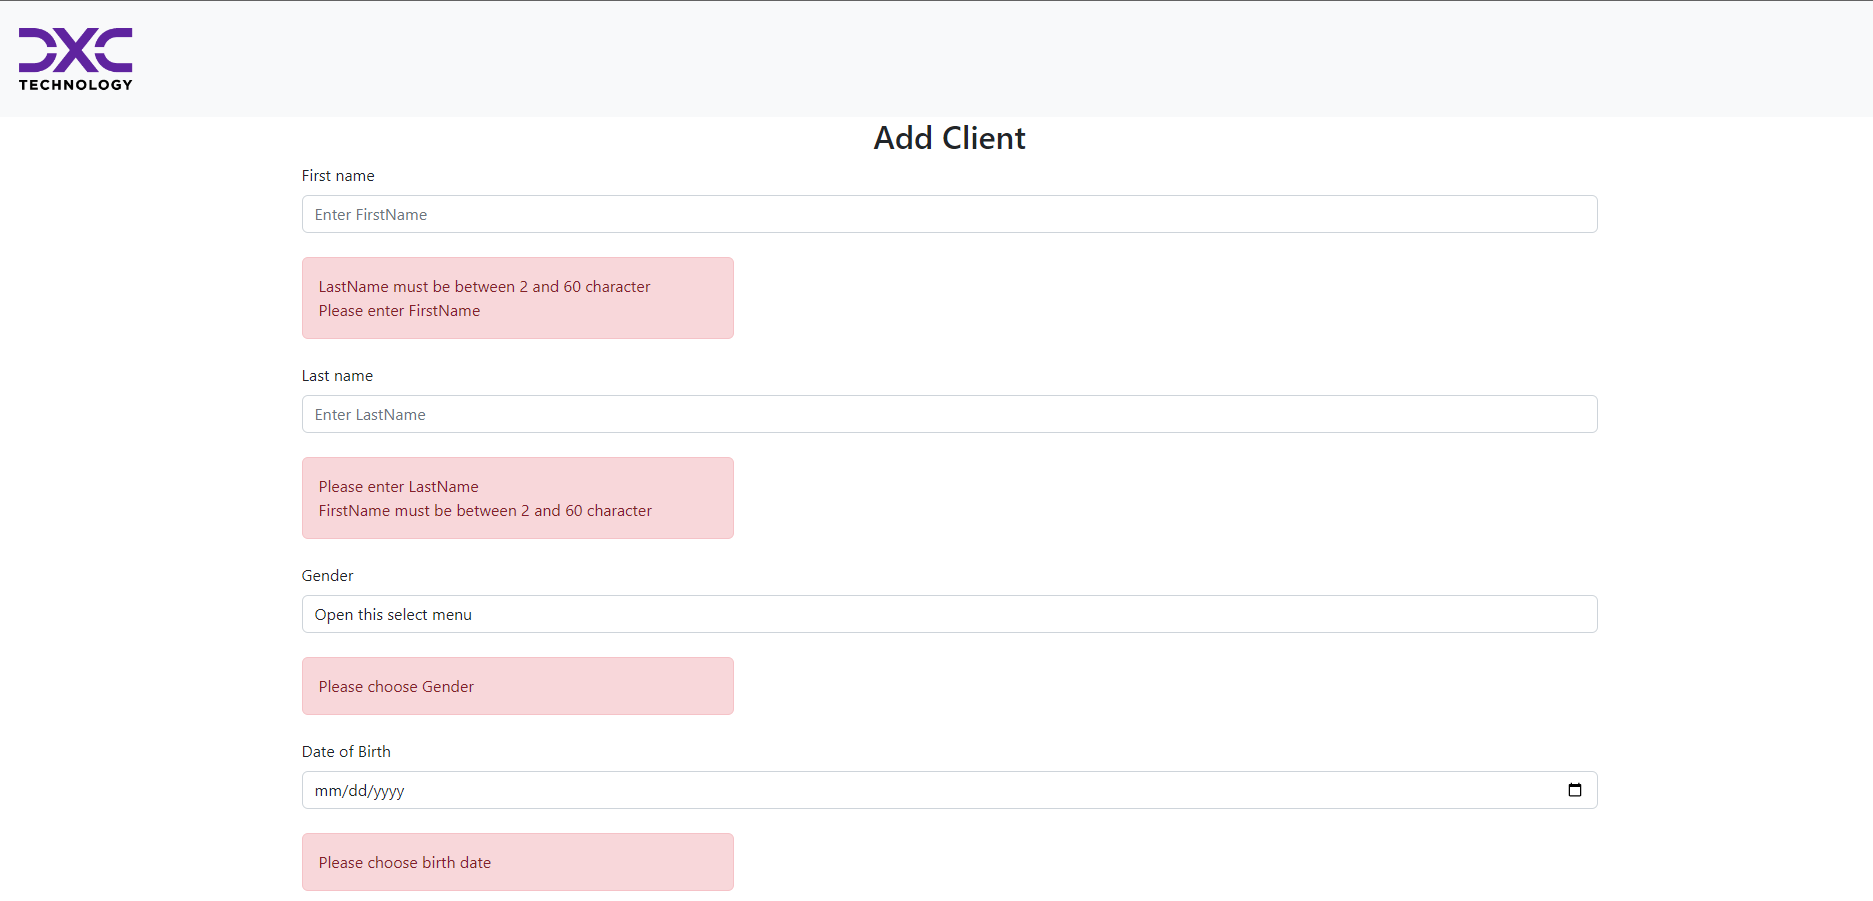 DXC
TECHNOLOGY
Add Client
First name
Enter FirstName
LastName must be between 2 and 60 character
Please enter FirstName
Last name
Enter LastName
Please enter LastName
FirstName must be between 2 and 60 character
Gender
Open this select menu
Please choose Gender
Date of Birth
mm/dd/yyyy
Please choose birth date